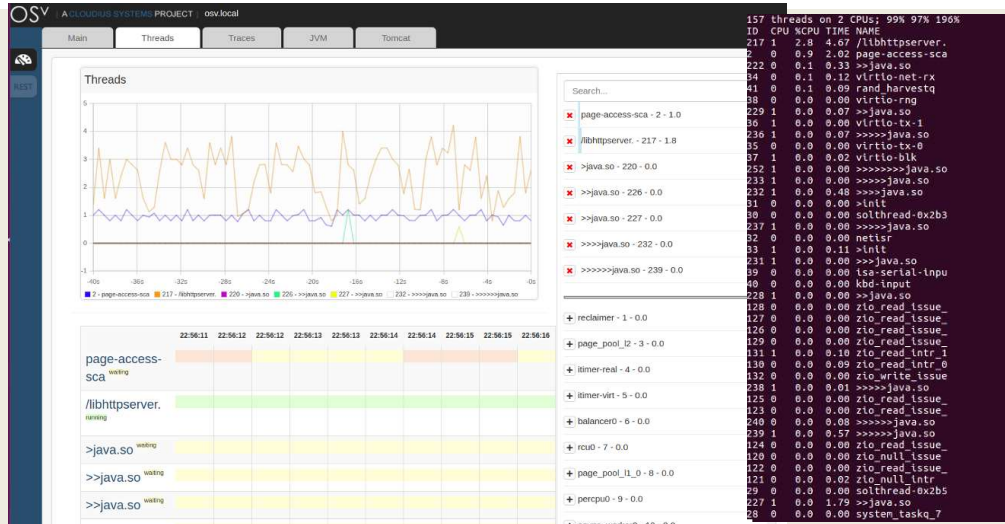 OSv | A CLOUDIUS SYSTEMS PROJECT | osv.local
Main Threads Traces JVM Tomcat
REST
Threads
5
4
3
2
1
0
-1
-40s -36s -32s -28s -24s -20s -16s -12s -8s -4s -0s
2 - page-access-sca 217 - /libhttpserver. 220 - >java.so 226 - >>java.so 227 - >>java.so 232 - >>>>java.so 239 - >>>>>>java.so
22:56:11 22:56:12 22:56:12 22:56:13 22:56:13 22:56:14 22:56:14 22:56:15 22:56:15 22:56:16
page-access-
sca waiting
/libhttpserver.
running
>java.so waiting
>>java.so waiting
>>java.so waiting
Search...
page-access-sca - 2 - 1.0
/libhttpserver. - 217 - 1.8
>java.so - 220 - 0.0
>>java.so - 226 - 0.0
>>java.so - 227 - 0.0
>>>>java.so - 232 - 0.0
>>>>>>java.so - 239 - 0.0
+ reclaimer - 1 - 0.0
+ page_pool_l2 - 3 - 0.0
+ itimer-real - 4 - 0.0
+ itimer-virt - 5 - 0.0
+ balancer0 - 6 - 0.0
+ rcu0 - 7 - 0.0
+ page_pool_l1_0 - 8 - 0.0
+ percpu0 - 9 - 0.0
157 threads on 2 CPUs; 99% 97% 196%
ID CPU %CPU TIME NAME
217 1 2.8 4.67 /libhttpserver.
2 0 0.9 2.02 page-access-sca
222 0 0.1 0.33 >>java.so
34 0 0.1 0.12 virtio-net-rx
41 0 0.1 0.09 rand_harvestq
38 0 0.0 0.00 virtio-rng
229 1 0.0 0.07 >>java.so
36 1 0.0 0.00 virtio-tx-1
236 1 0.0 0.07 >>>>>java.so
35 0 0.0 0.00 virtio-tx-0
37 1 0.0 0.02 virtio-blk
252 1 0.0 0.00 >>>>>>>>java.so
233 1 0.0 0.00 >>>>>java.so
232 1 0.0 0.48 >>>>java.so
31 0 0.0 0.00 >init
30 0 0.0 0.00 solthread-0x2b3
237 1 0.0 0.00 >>>>>java.so
32 0 0.0 0.00 netisr
33 1 0.0 0.11 >init
231 1 0.0 0.00 >>>java.so
39 0 0.0 0.00 isa-serial-inpu
40 0 0.0 0.00 kbd-input
228 1 0.0 0.00 >>java.so
128 0 0.0 0.00 zio_read_issue_
127 0 0.0 0.00 zio_read_issue_
126 0 0.0 0.00 zio_read_issue_
129 0 0.0 0.00 zio_read_issue_
131 1 0.0 0.10 zio_read_intr_1
130 0 0.0 0.09 zio_read_intr_0
132 0 0.0 0.00 zio_write_issue
238 1 0.0 0.01 >>>>>java.so
125 0 0.0 0.00 zio_read_issue_
123 0 0.0 0.00 zio_read_issue_
240 0 0.0 0.08 >>>>>>java.so
239 1 0.0 0.57 >>>>>>java.so
124 0 0.0 0.00 zio_read_issue_
120 0 0.0 0.00 zio_null_issue
122 0 0.0 0.00 zio_read_issue_
121 0 0.0 0.02 zio_null_intr
29 0 0.0 0.00 solthread-0x2b5
227 1 0.0 1.79 >>java.so
28 0 0.0 0.00 system_taskq_7